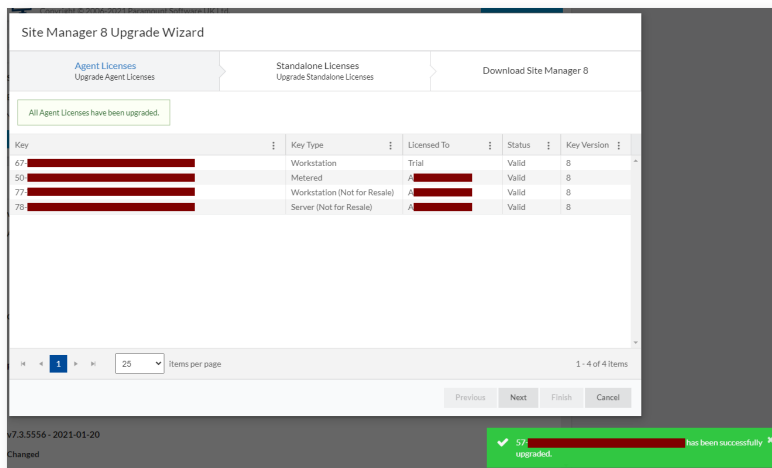 Copyright © 2006-2021 Paramount Software UK Ltd
Site Manager 8 Upgrade Wizard
Agent Licenses
Upgrade Agent Licenses
Standalone Licenses
Upgrade Standalone Licenses
Download Site Manager 8
All Agent Licenses have been upgraded.
Key Key Type Licensed To Status Key Version
67- Workstation Trial Valid 8
50- Metered A Valid 8
77- Workstation (Not for Resale) A Valid 8
78- Server (Not for Resale) A Valid 8
1 25 items per page 1 - 4 of 4 items
Previous Next Finish Cancel
v7.3.5556 - 2021-01-20
Changed
57- has been successfully
upgraded.